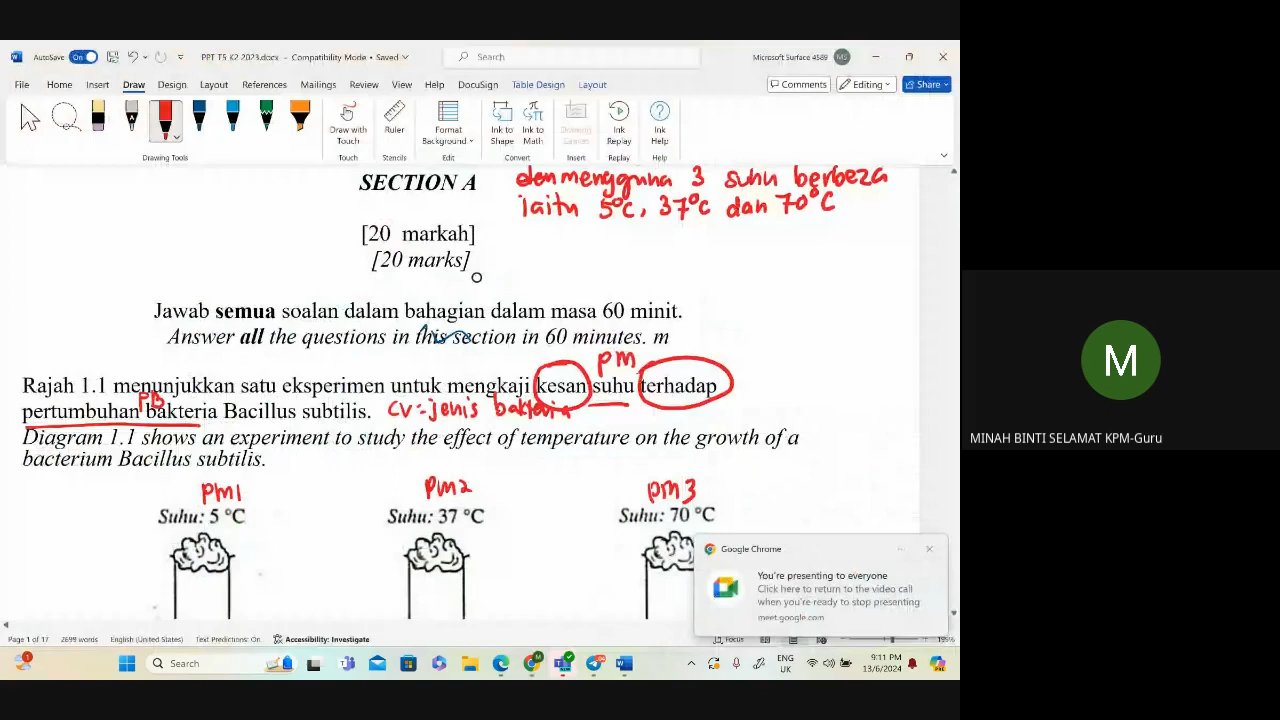 AutoSave On PPT T5 K2 2023.docx - Compatibility Mode • Saved Search Microsoft Surface 4589 MS
File Home Insert Draw Design Layout References Mailings Review View Help DocuSign Table Design Layout Comments Editing Share
Draw with Touch Ruler Format Background Ink to Shape Ink to Math Drawing Canvas Ink Replay Ink Help
Drawing Tools Touch Stencils Edit Convert Insert Replay Help
SECTION A
mengguna 3 suhu berbeza
iaitu 5°C, 37°C dan 70°C
[20 markah]
[20 marks]
Jawab semua soalan dalam bahagian dalam masa 60 minit.
Answer all the questions in this section in 60 minutes. m
PM
Rajah 1.1 menunjukkan satu eksperimen untuk mengkaji kesan suhu terhadap
PB
pertumbuhan bakteria Bacillus subtilis. CV = jenis bakteria
Diagram 1.1 shows an experiment to study the effect of temperature on the growth of a
bacterium Bacillus subtilis.
PM1 PM2 PM3
Suhu: 5 °C Suhu: 37 °C Suhu: 70 °C
Google Chrome
You're presenting to everyone
Click here to return to the video call
when you're ready to stop presenting
meet.google.com
Page 1 of 17 2699 words English (United States) Text Predictions: On Accessibility: Investigate Focus 199%
Search ENG UK 9:11 PM 13/6/2024
M
MINAH BINTI SELAMAT KPM-Guru